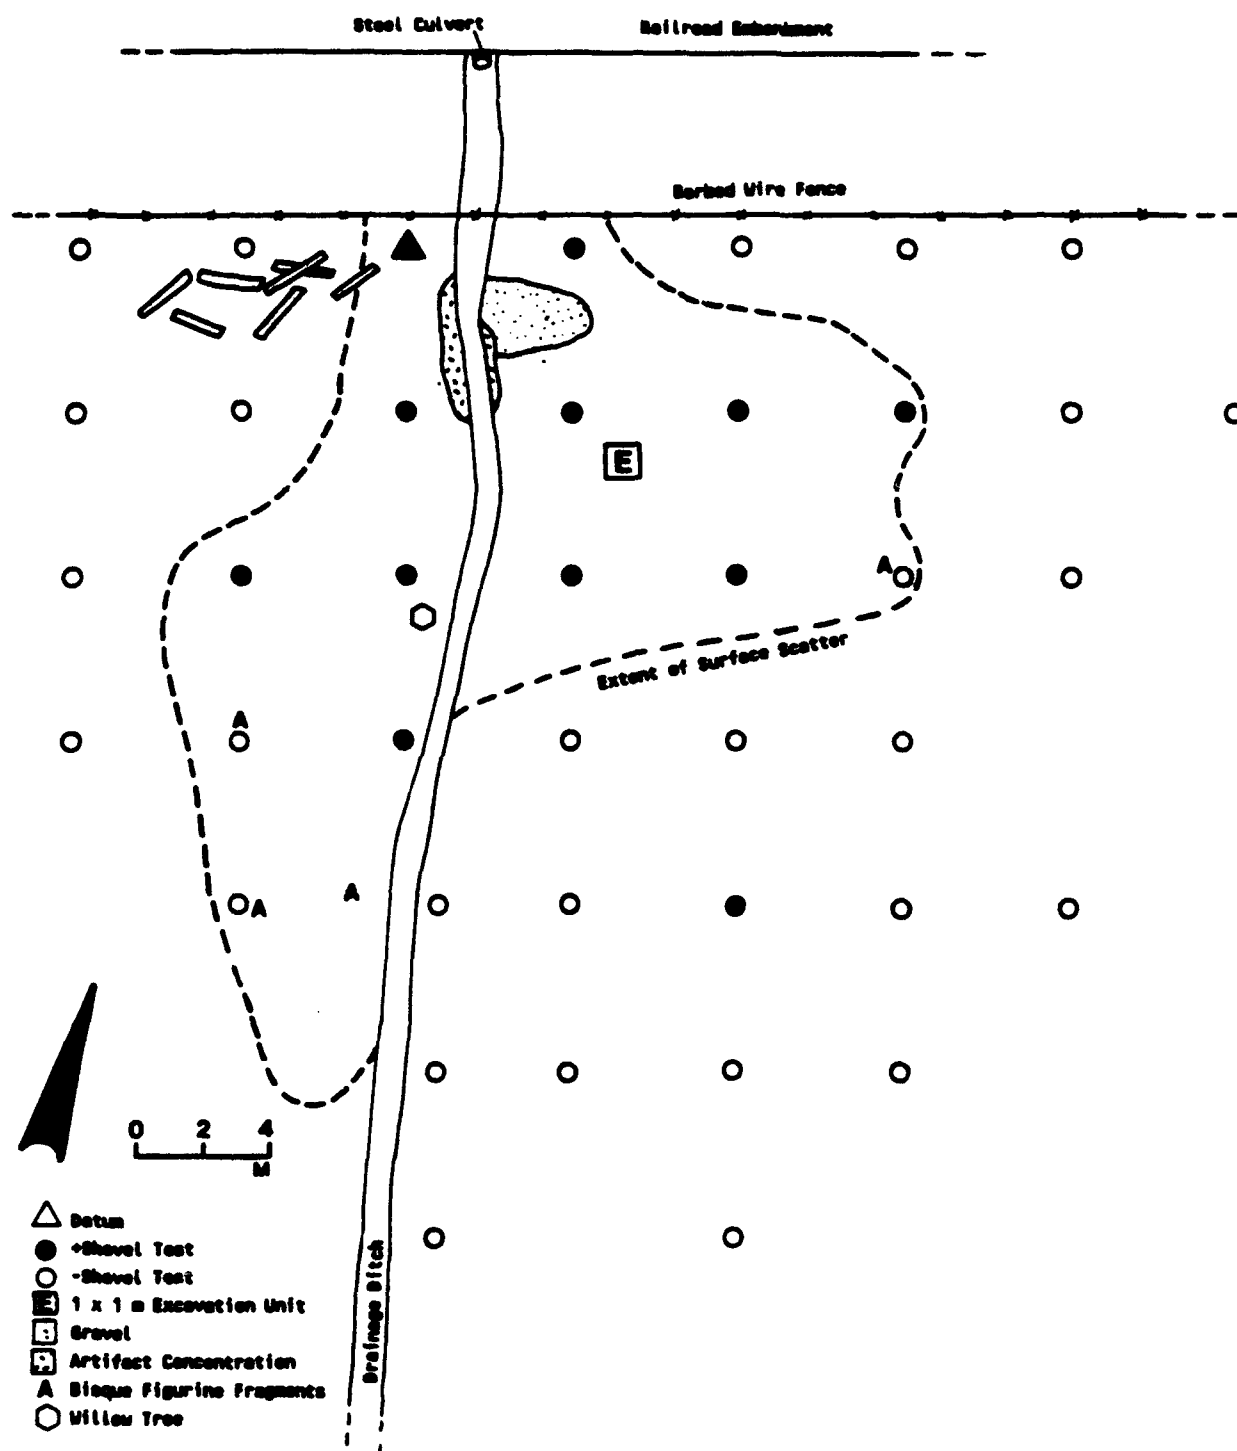 Steel Culvert
Railroad Embankment
Barbed Wire Fence
E
A
Extent of Surface Scatter
A
A
A
0 2 4
M
Datum
+Shovel Test
-Shovel Test
E 1 x 1 m Excavation Unit
Gravel
Artifact Concentration
A Bisque Figurine Fragments
Willow Tree
Drainage Ditch